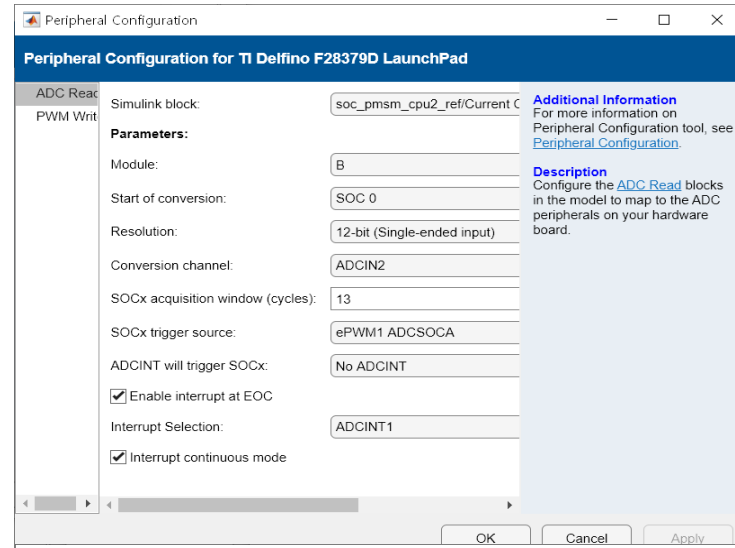 Peripheral Configuration
Peripheral Configuration for TI Delfino F28379D LaunchPad
ADC Read
PWM Writ
Simulink block: soc_pmsm_cpu2_ref/Current C
Parameters:
Module: B
Start of conversion: SOC 0
Resolution: 12-bit (Single-ended input)
Conversion channel: ADCIN2
SOCx acquisition window (cycles): 13
SOCx trigger source: ePWM1 ADCSOCA
ADCINT will trigger SOCx: No ADCINT
Enable interrupt at EOC
Interrupt Selection: ADCINT1
Interrupt continuous mode
Additional Information
For more information on
Peripheral Configuration tool, see
Peripheral Configuration.
Description
Configure the ADC Read blocks
in the model to map to the ADC
peripherals on your hardware
board.
OK Cancel Apply